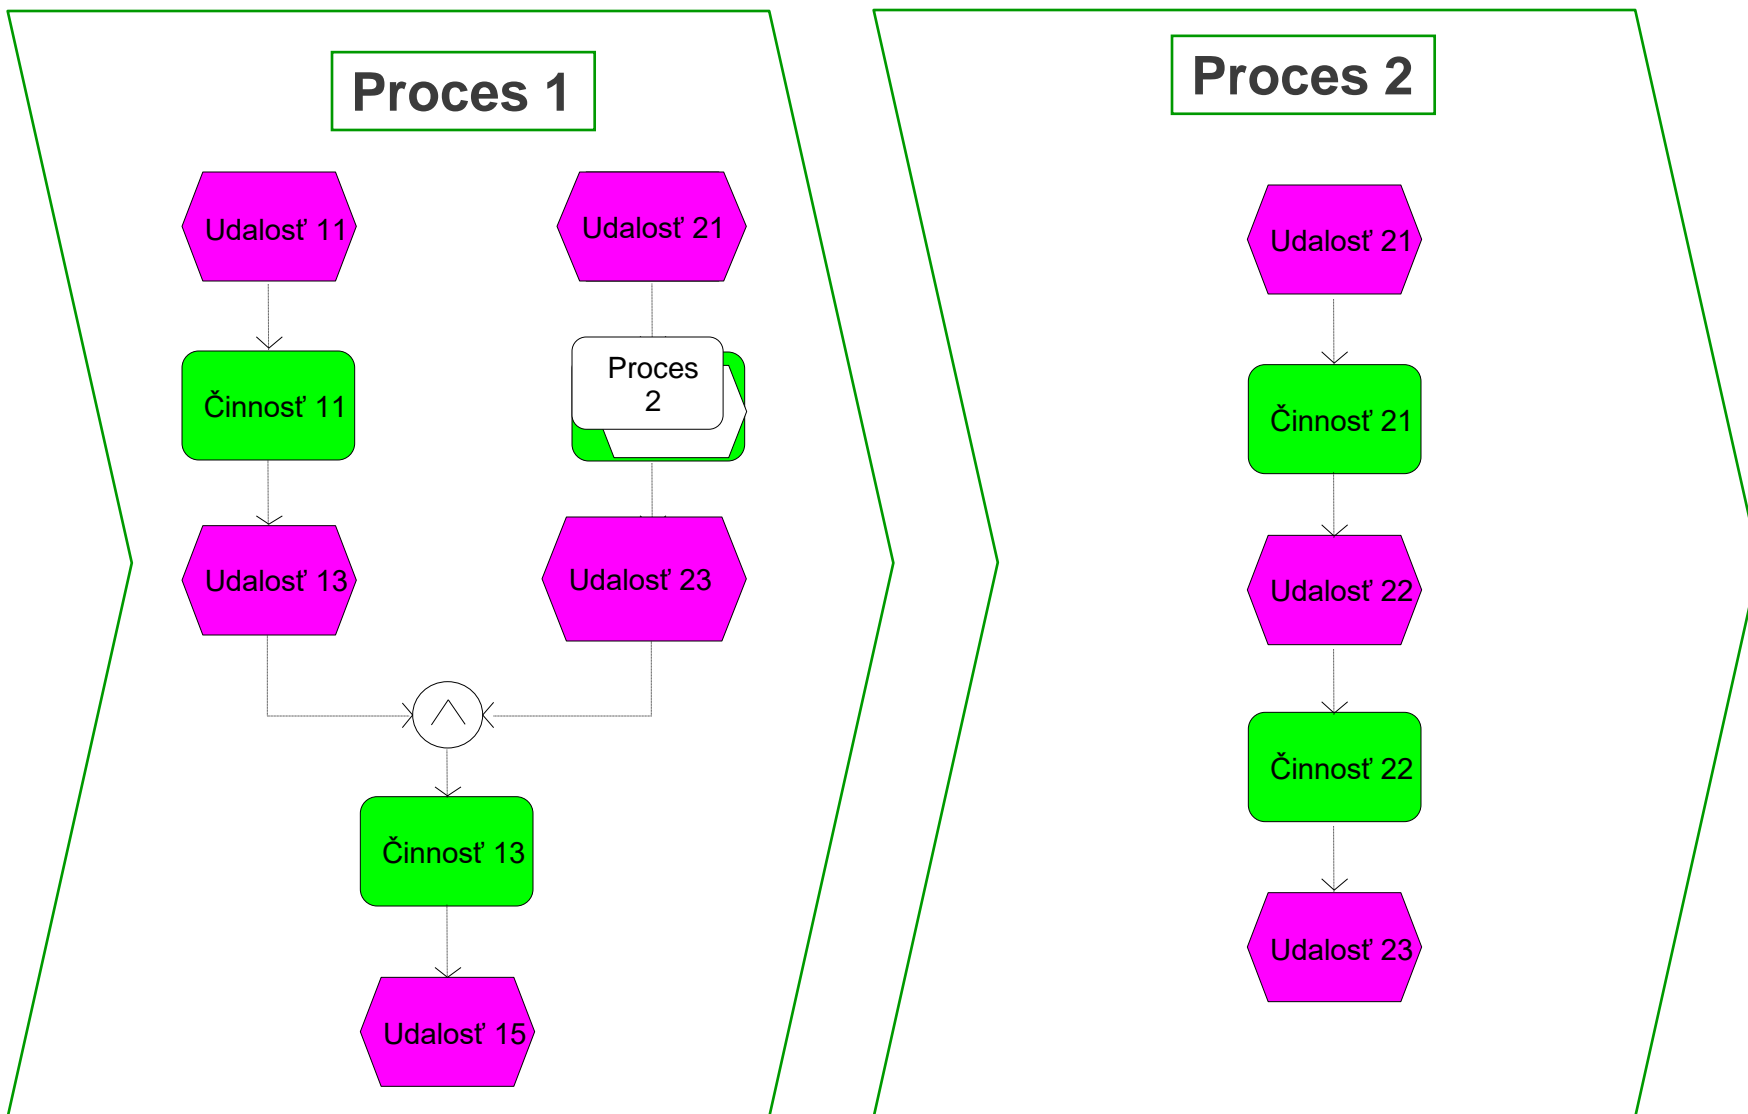 Proces 1
Udalosť 11
Udalosť 21
Činnosť 11
Proces
2
Udalosť 13
Udalosť 23
Činnosť 13
Udalosť 15
Proces 2
Udalosť 21
Činnosť 21
Udalosť 22
Činnosť 22
Udalosť 23